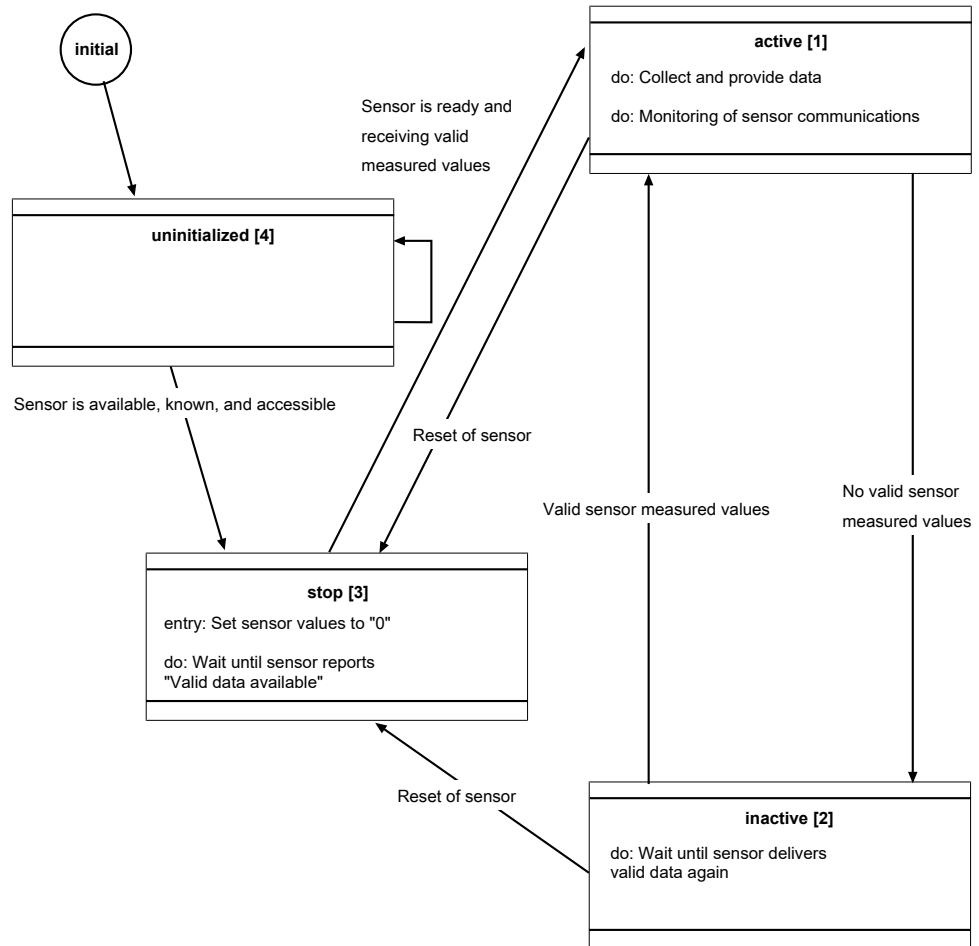 initial
active [1]
do: Collect and provide data
do: Monitoring of sensor communications
Sensor is ready and
receiving valid
measured values
uninitialized [4]
Sensor is available, known, and accessible
Reset of sensor
Valid sensor measured values
No valid sensor
measured values
stop [3]
entry: Set sensor values to "0"
do: Wait until sensor reports
"Valid data available"
Reset of sensor
inactive [2]
do: Wait until sensor delivers
valid data again